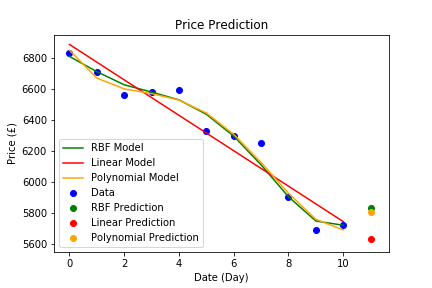 Price Prediction
Price (£)
6800
6600
6400
6200
6000
5800
5600
RBF Model
Linear Model
Polynomial Model
Data
RBF Prediction
Linear Prediction
Polynomial Prediction
0 2 4 6 8 10
Date (Day)